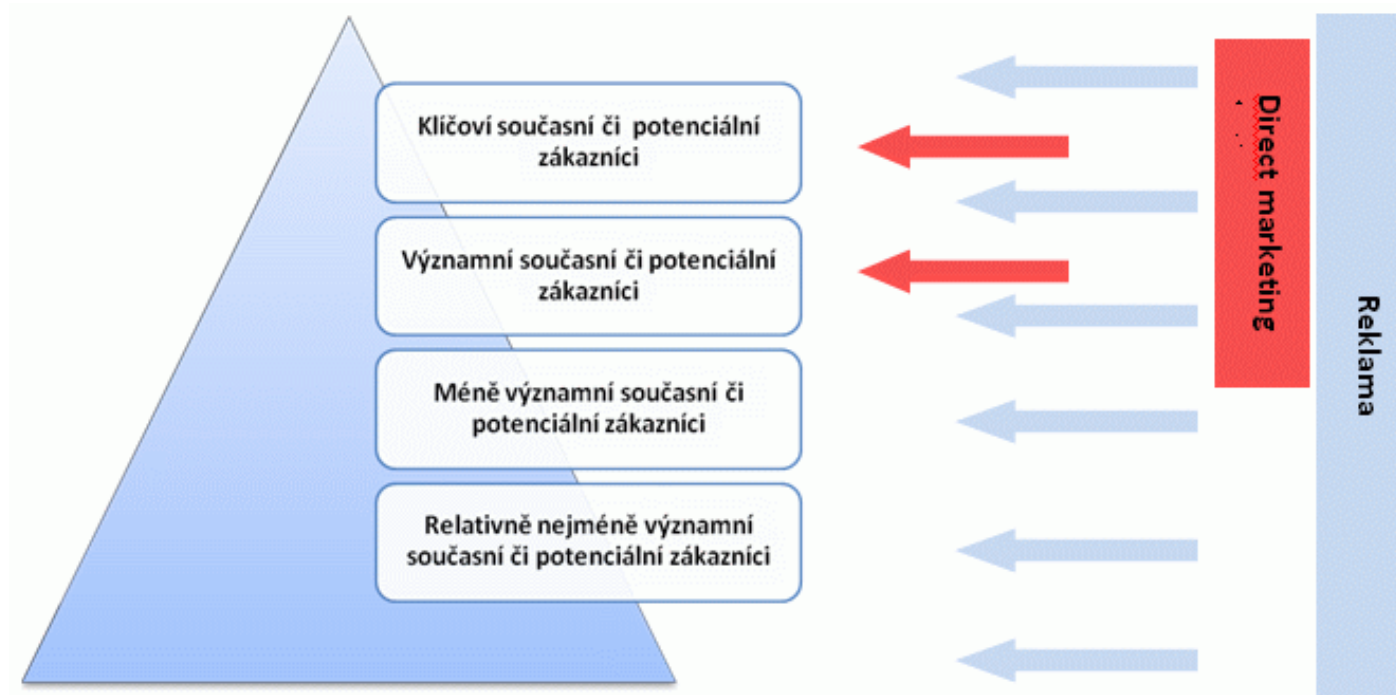 Klíčoví současní či potenciální
zákazníci
Významní současní či potenciální
zákazníci
Méně významní současní či
potenciální zákazníci
Relativně nejméně významní
současní či potenciální zákazníci
Direct marketing
Reklama